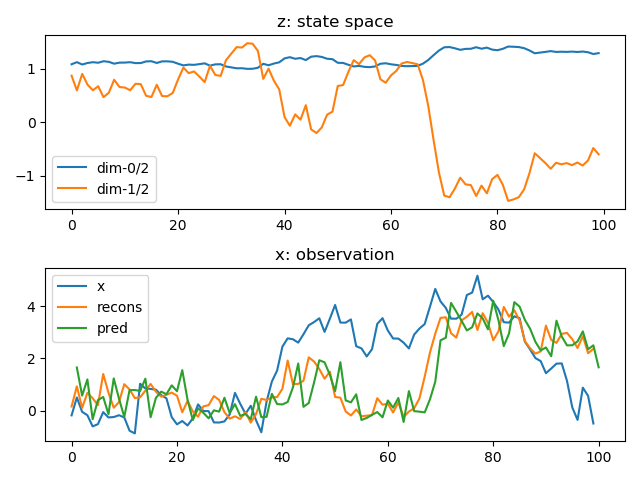 z: state space
1
0
−1
dim-0/2
dim-1/2
0 20 40 60 80 100
x: observation
4
2
0
x
recons
pred
0 20 40 60 80 100